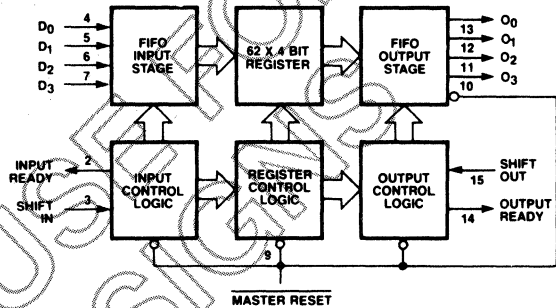 D0 4
D1 5
D2 6
D3 7
FIFO
INPUT
STAGE
62 X 4 BIT
REGISTER
FIFO
OUTPUT
STAGE
O0
13
O1
12
O2
11
O3
10
INPUT
READY
2
SHIFT
IN
3
INPUT
CONTROL
LOGIC
REGISTER
CONTROL
LOGIC
OUTPUT
CONTROL
LOGIC
SHIFT
OUT
15
OUTPUT
READY
14
9
MASTER RESET